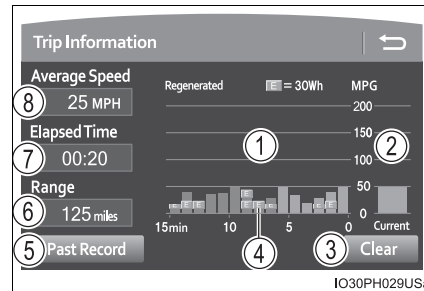 Trip Information
Average Speed
8
25 MPH
Elapsed Time
7
00:20
Range
6
125 miles
5
Past Record
Regenerated
E = 30Wh
MPG
200
150
100
50
0
1
2
E E E E E E E E
15min
10
5
0
Current
4
3
Clear
IO30PH029USa